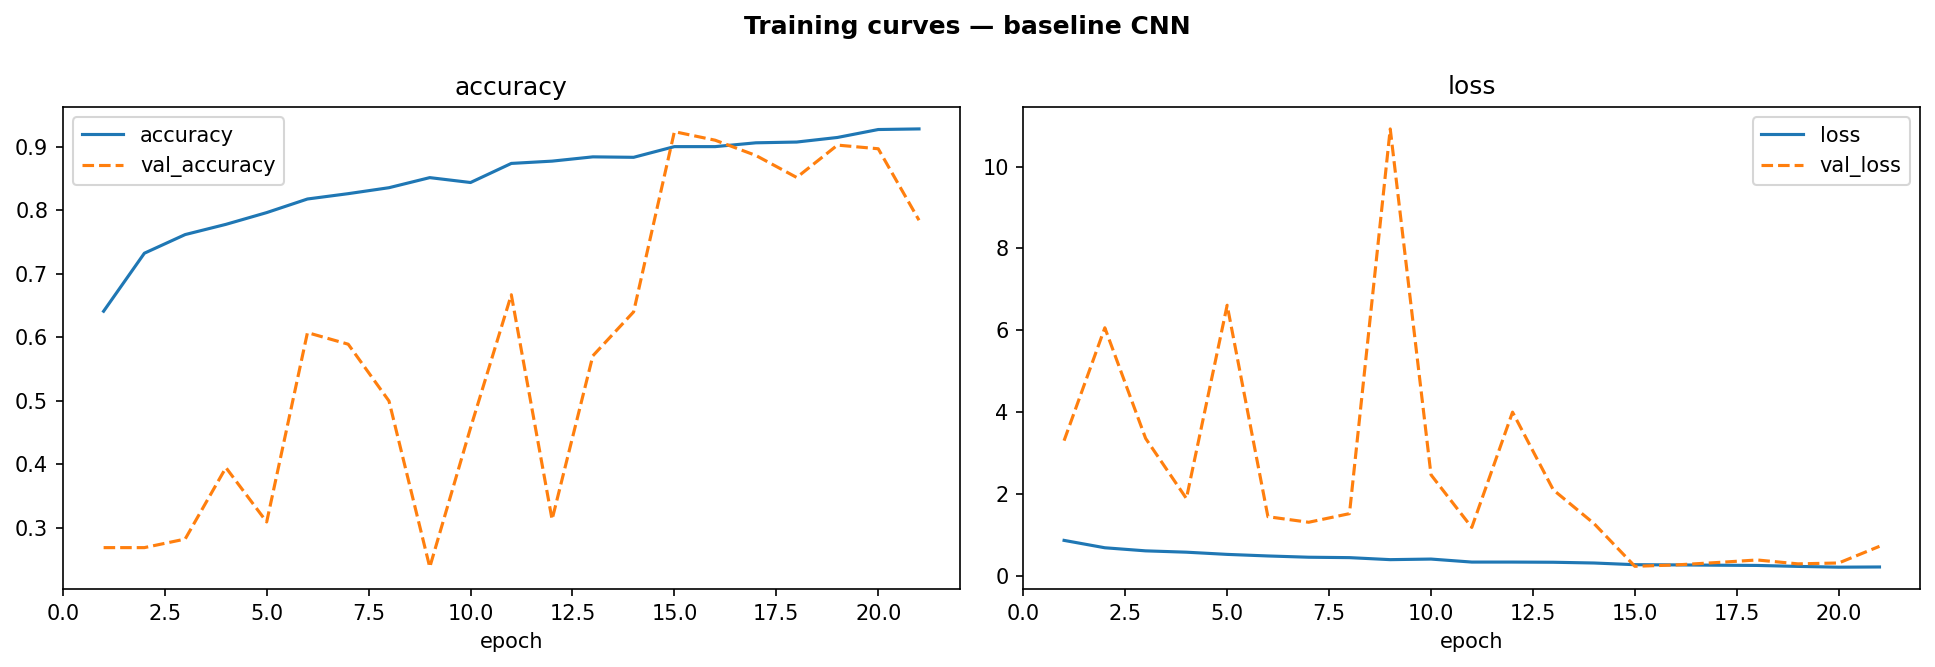 Training curves — baseline CNN
accuracy
accuracy
val_accuracy
0.9
0.8
0.7
0.6
0.5
0.4
0.3
0.0 2.5 5.0 7.5 10.0 12.5 15.0 17.5 20.0
epoch
loss
loss
val_loss
10
8
6
4
2
0
0.0 2.5 5.0 7.5 10.0 12.5 15.0 17.5 20.0
epoch